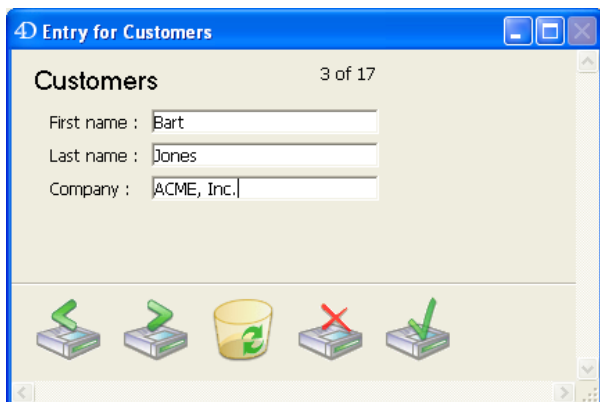 4D Entry for Customers
Customers
3 of 17
First name : Bart
Last name : Jones
Company : ACME, Inc.